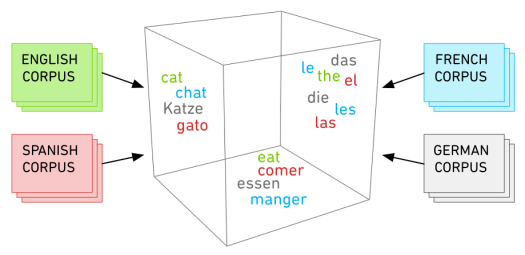 ENGLISH
CORPUS
SPANISH
CORPUS
cat
chat
Katze
gato
le
das
the
el
die
les
las
eat
comer
essen
manger
FRENCH
CORPUS
GERMAN
CORPUS